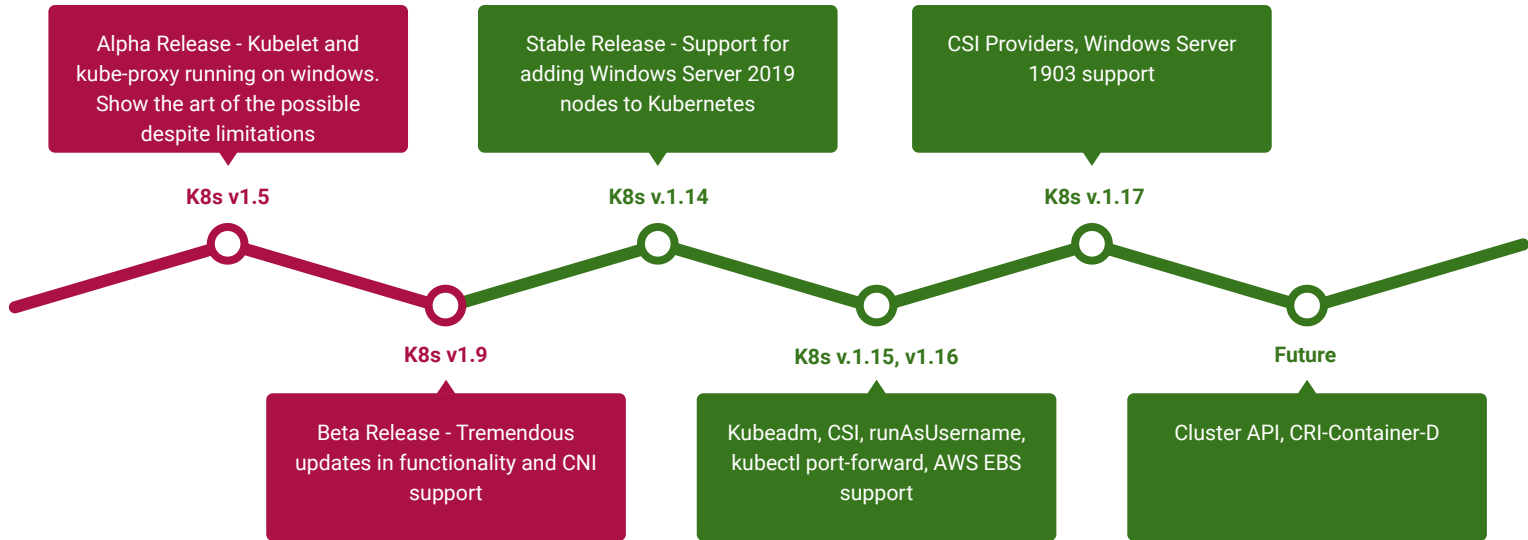 Alpha Release - Kubelet and
kube-proxy running on windows.
Show the art of the possible
despite limitations
K8s v1.5
Beta Release - Tremendous
updates in functionality and CNI
support
K8s v1.9
Stable Release - Support for
adding Windows Server 2019
nodes to Kubernetes
K8s v.1.14
K8s v.1.15, v1.16
Kubeadm, CSI, runAsUsername,
kubectl port-forward, AWS EBS
support
CSI Providers, Windows Server
1903 support
K8s v.1.17
Future
Cluster API, CRI-Container-D